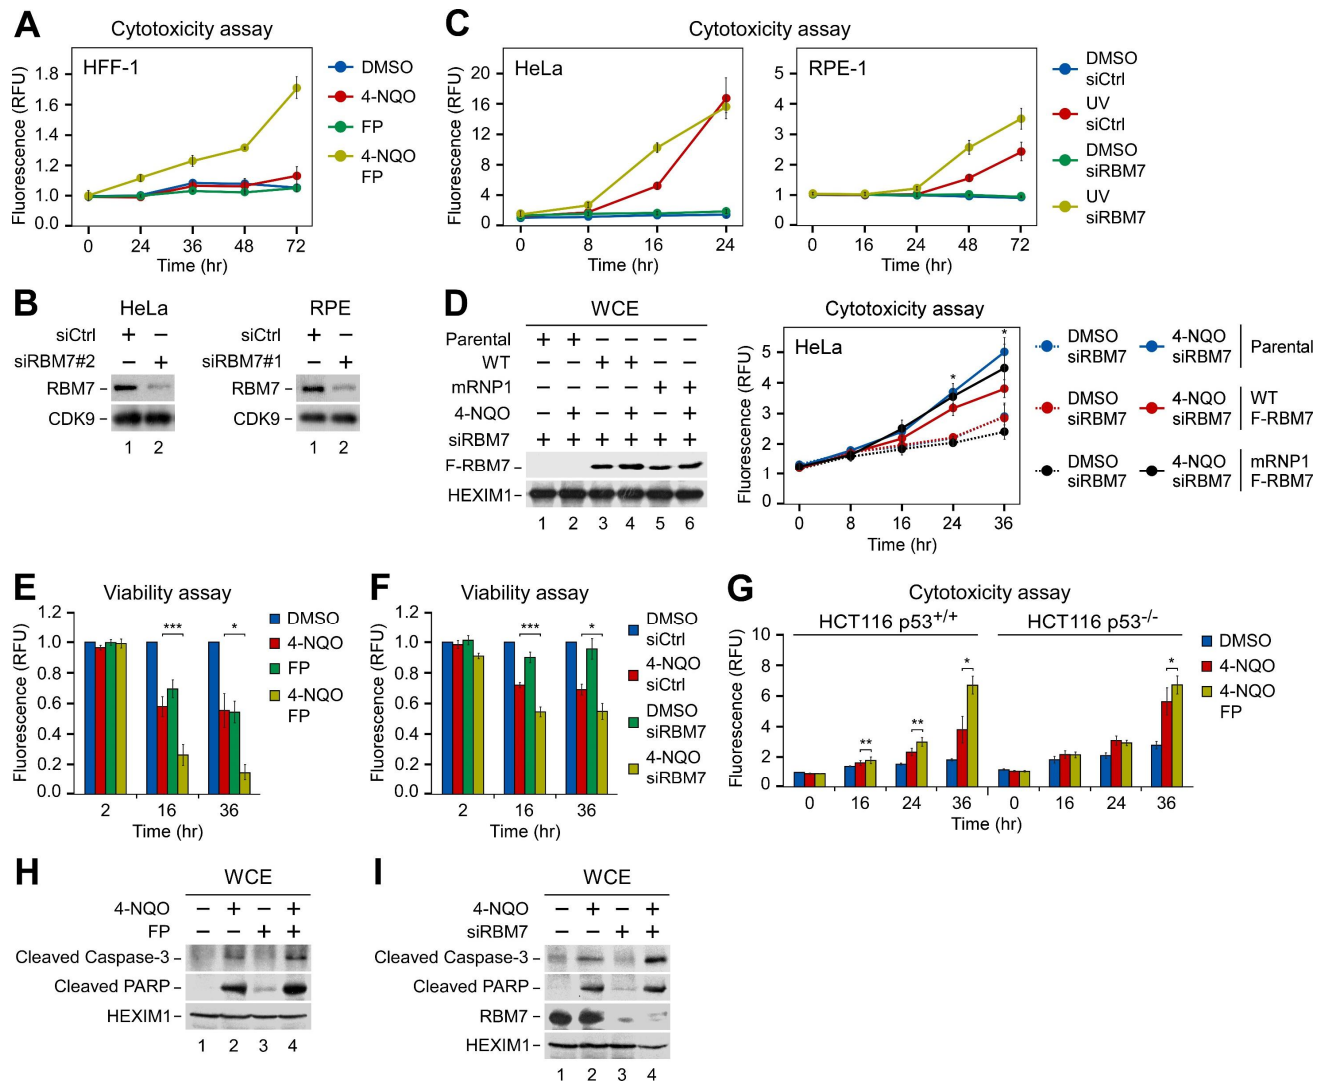 A
Cytotoxicity assay
HFF-1
Fluorescence (RFU)
1.8
1.6
1.4
1.2
1.0
0.0
0 24 36 48 72
Time (hr)
DMSO
4-NQO
FP
4-NQO
FP
C
Cytotoxicity assay
HeLa
Fluorescence (RFU)
20
16
12
8
4
0
0 8 16 24
Time (hr)
RPE-1
5
4
3
2
1
0
0 16 24 48 72
Time (hr)
DMSO
siCtrl
UV
siCtrl
DMSO
siRBM7
UV
siRBM7
B
HeLa
siCtrl + –
siRBM7#2 – +
RBM7
CDK9
1 2
RPE
siCtrl + –
siRBM7#1 – +
RBM7
CDK9
1 2
D
WCE
Parental + + – – – –
WT – – + + – –
mRNP1 – – – – + +
4-NQO – + – + – +
siRBM7 + + + + + +
F-RBM7
HEXIM1
1 2 3 4 5 6
Cytotoxicity assay
HeLa
Fluorescence (RFU)
5
4
3
2
1
0
* *
0 8 16 24 36
Time (hr)
DMSO 4-NQO
siRBM7 siRBM7
Parental
DMSO 4-NQO WT
siRBM7 siRBM7 F-RBM7
DMSO 4-NQO mRNP1
siRBM7 siRBM7 F-RBM7
E
Viability assay
Fluorescence (RFU)
1.2
1.0
0.8
0.6
0.4
0.2
0.0
*** *
2 16 36
Time (hr)
DMSO
4-NQO
FP
4-NQO
FP
F
Viability assay
Fluorescence (RFU)
1.2
1.0
0.8
0.6
0.4
0.2
0.0
*** *
2 16 36
Time (hr)
DMSO
siCtrl
4-NQO
siCtrl
DMSO
siRBM7
4-NQO
siRBM7
G
Cytotoxicity assay
HCT116 p53+/+ HCT116 p53-/-
Fluorescence (RFU)
10
8
6
4
2
0
** ** * *
0 16 24 36 0 16 24 36
Time (hr)
DMSO
4-NQO
4-NQO
FP
H
WCE
4-NQO – + – +
FP – – + +
Cleaved Caspase-3
Cleaved PARP
HEXIM1
1 2 3 4
I
WCE
4-NQO – + – +
siRBM7 – – + +
Cleaved Caspase-3
Cleaved PARP
RBM7
HEXIM1
1 2 3 4